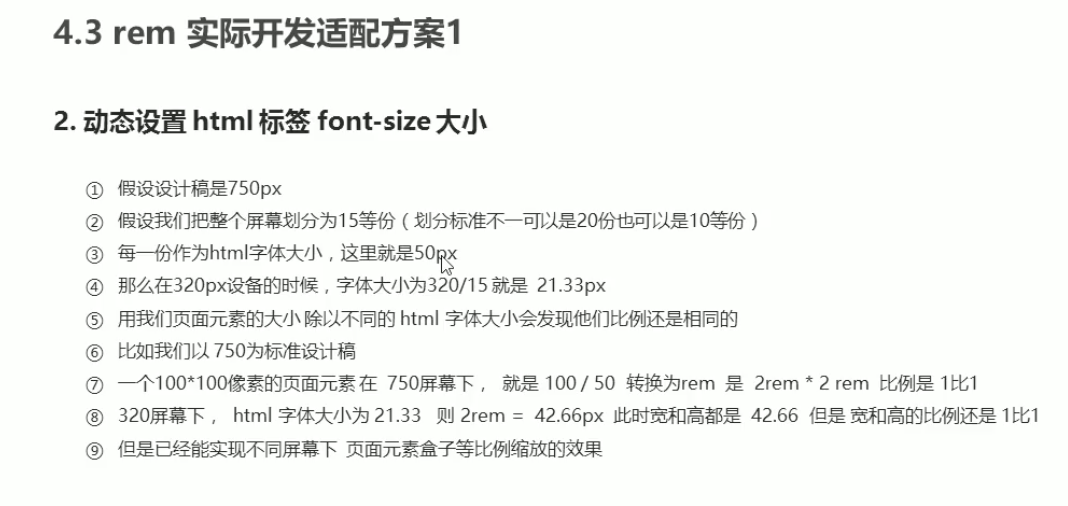 4.3 rem 实际开发适配方案1
2. 动态设置 html 标签 font-size 大小
① 假设设计稿是750px
② 假设我们把整个屏幕划分为15等份（划分标准不一可以是20份也可以是10等份）
③ 每一份作为html字体大小，这里就是50px
④ 那么在320px设备的时候，字体大小为320/15 就是 21.33px
⑤ 用我们页面元素的大小 除以不同的 html 字体大小会发现他们比例还是相同的
⑥ 比如我们以 750为标准设计稿
⑦ 一个100*100像素的页面元素 在 750屏幕下， 就是 100 / 50 转换为rem 是 2rem * 2 rem 比例是 1比1
⑧ 320屏幕下， html 字体大小为 21.33 则 2rem = 42.66px 此时宽和高都是 42.66 但是 宽和高的比例还是 1比1
⑨ 但是已经能实现不同屏幕下 页面元素盒子等比例缩放的效果